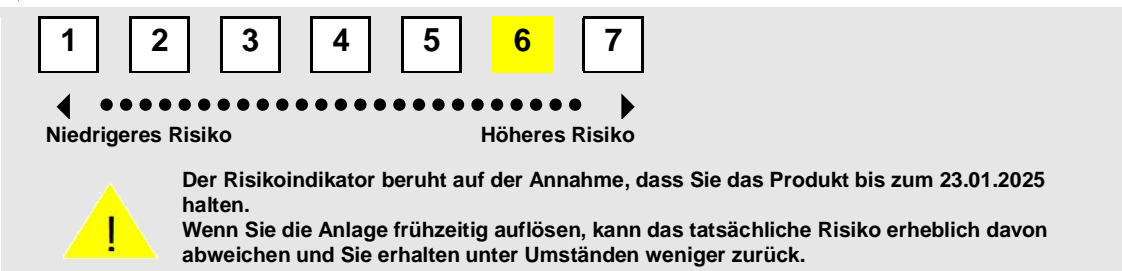 1 2 3 4 5 6 7
Niedrigeres Risiko Höheres Risiko
Der Risikoindikator beruht auf der Annahme, dass Sie das Produkt bis zum 23.01.2025
halten.
Wenn Sie die Anlage frühzeitig auflösen, kann das tatsächliche Risiko erheblich davon
abweichen und Sie erhalten unter Umständen weniger zurück.
!